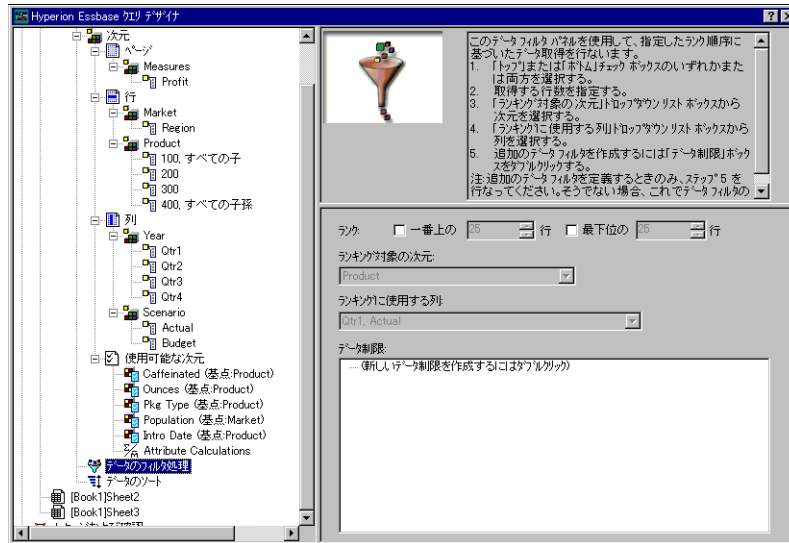 Hyperion Essbase クエリ デザイナ
次元
ページ
Measures
Profit
行
Market
Region
Product
100, すべての子
200
300
400, すべての子孫
列
Year
Qtr1
Qtr2
Qtr3
Qtr4
Scenario
Actual
Budget
使用可能な次元
Caffeinated (基点:Product)
Ounces (基点:Product)
Pkg Type (基点:Product)
Population (基点:Market)
Intro Date (基点:Product)
Attribute Calculations
データのフィルタ処理
データのソート
[Book1]Sheet2
[Book1]Sheet3
このデータ フィルタ パネルを使用して、指定したランク順序に
基づいたデータ取得を行ないます。
1. 「トップ」または「ボトム」チェック ボックスのいずれかまた
は両方を選択する。
2. 取得する行数を指定する。
3. 「ランキング対象の次元」ドロップダウン リスト ボックスから
次元を選択する。
4. 「ランキングに使用する列」ドロップダウン リスト ボックスから
列を選択する。
5. 追加のデータ フィルタを作成するには「データ制限」ボック
スをダブルクリックする。
注:追加のデータ フィルタを定義するときのみ、ステップ 5 を
行なってください。そうでない場合、これでデータ フィルタの
ランク: 一番上の 25 行 最下位の 25 行
ランキング対象の次元:
Product
ランキングに使用する列:
Qtr1, Actual
データ制限:
(新しいデータ制限を作成するにはダブルクリック)